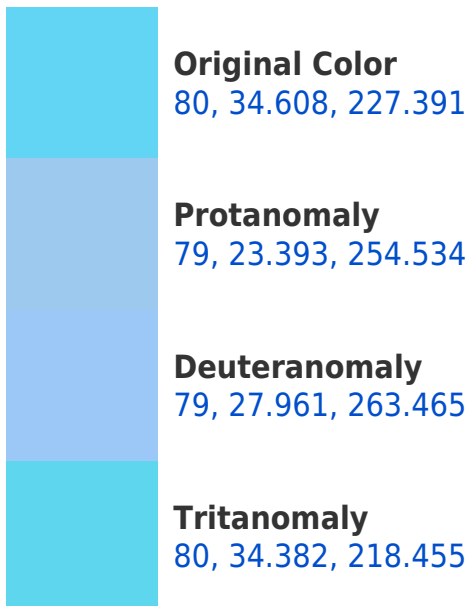 Original Color
80, 34.608, 227.391
Protanomaly
79, 23.393, 254.534
Deuteranomaly
79, 27.961, 263.465
Tritanomaly
80, 34.382, 218.455